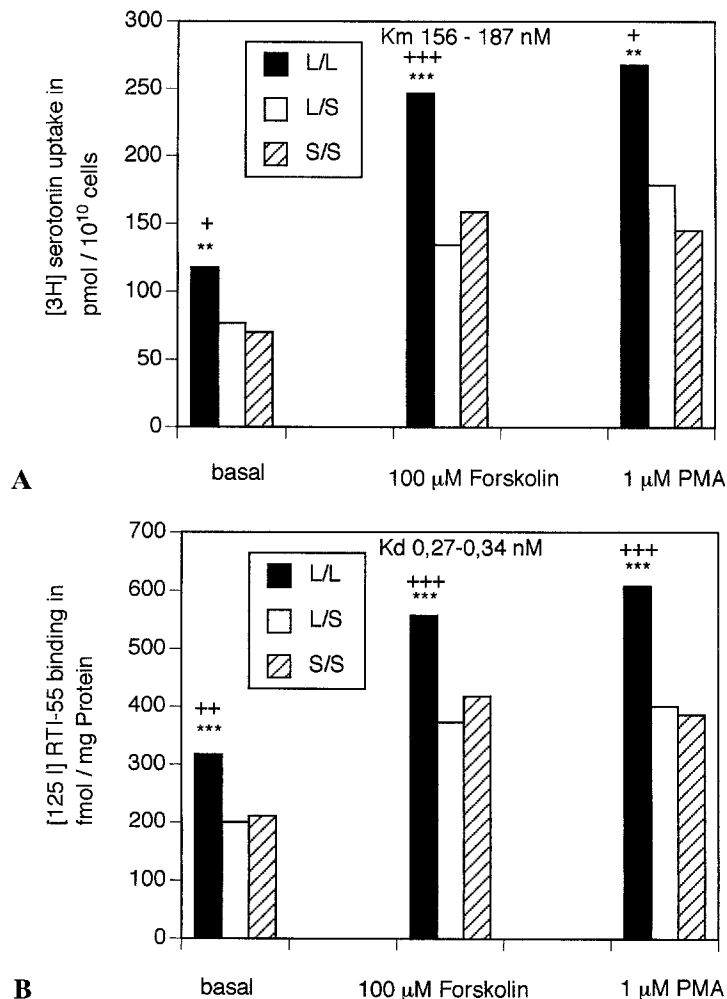 300
250
200
150
100
50
0
[3H] serotonin uptake in
pmol / 10¹⁰ cells
L/L
L/S
S/S
Km 156 - 187 nM
+
**
+++
***
+
**
basal
100 µM Forskolin
1 µM PMA
A
700
600
500
400
300
200
100
0
[125 I] RTI-55 binding in
fmol / mg Protein
L/L
L/S
S/S
Kd 0,27-0,34 nM
++
***
+++
***
+++
***
basal
100 µM Forskolin
1 µM PMA
B